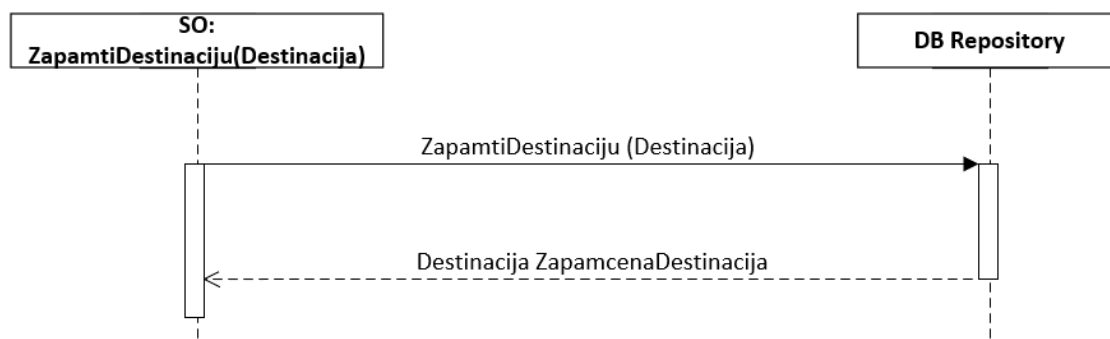 SO:
ZapamtiDestinaciju(Destinacija)
DB Repository
ZapamtiDestinaciju (Destinacija)
Destinacija ZapamcenaDestinacija